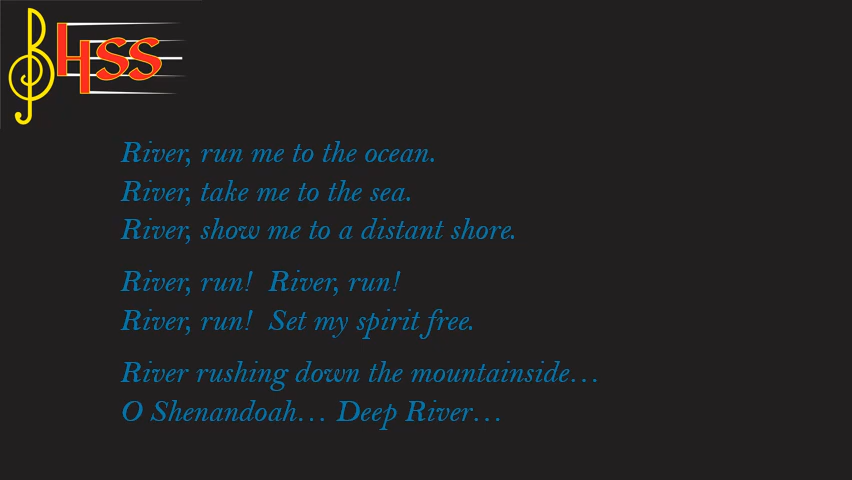 BHSS
River, run me to the ocean.
River, take me to the sea.
River, show me to a distant shore.
River, run!  River, run!
River, run!  Set my spirit free.
River rushing down the mountainside…
O Shenandoah… Deep River…